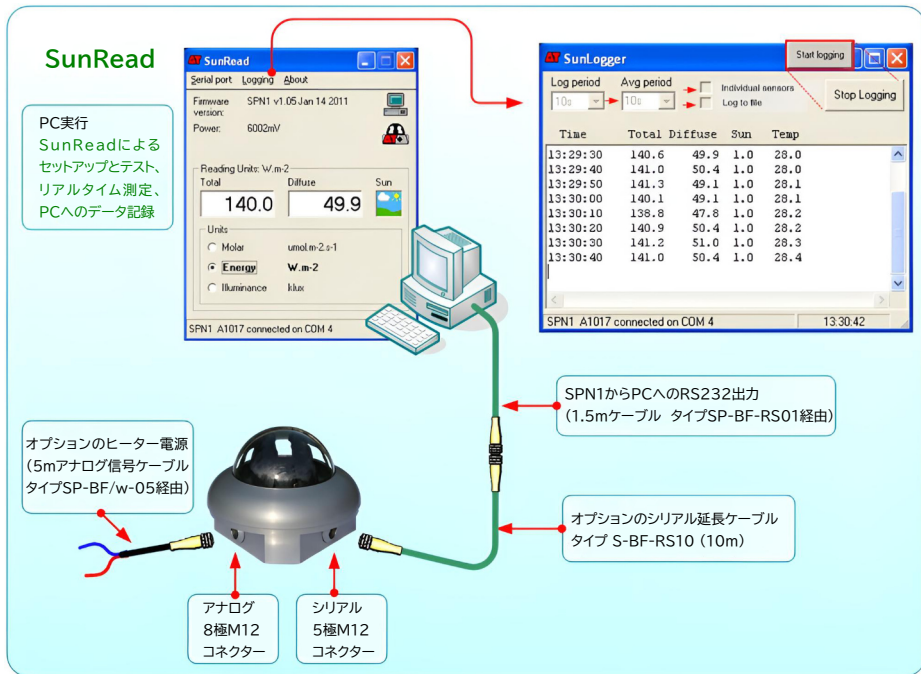 SunRead
PC実行
SunReadによる
セットアップとテスト、
リアルタイム測定、
PCへのデータ記録
SunRead
Serial port Logging About
Firmware version: SPN1 v1.05 Jan 14 2011
Power: 6002mV
Reading Units: W.m-2
Total Diffuse Sun
140.0 49.9
Units
Molar umol.m-2.s-1
Energy W.m-2
Illuminance klux
SPN1 A1017 connected on COM 4
SunLogger
Start logging
Log period Avg period
10s 10s
Individual sensors
Log to file
Stop Logging
Time Total Diffuse Sun Temp
13:29:30 140.6 49.9 1.0 28.0
13:29:40 141.0 50.4 1.0 28.0
13:29:50 141.3 49.1 1.0 28.1
13:30:00 140.1 49.1 1.0 28.1
13:30:10 138.8 47.8 1.0 28.2
13:30:20 140.9 50.4 1.0 28.2
13:30:30 141.2 51.0 1.0 28.3
13:30:40 141.0 50.4 1.0 28.4
SPN1 A1017 connected on COM 4 13:30:42
SPN1からPCへのRS232出力
(1.5mケーブル タイプSP-BF-RS01経由)
オプションのヒーター電源
(5mアナログ信号ケーブル
タイプSP-BF/w-05経由)
オプションのシリアル延長ケーブル
タイプ S-BF-RS10 (10m)
アナログ
8極M12
コネクター
シリアル
5極M12
コネクター